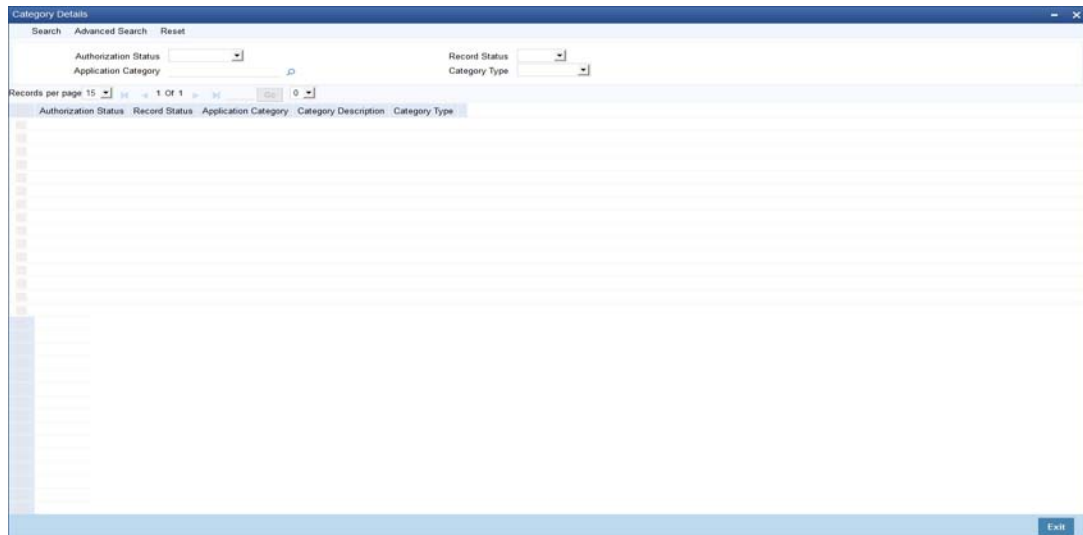 Category Details
Search Advanced Search Reset
Authorization Status Record Status
Application Category Category Type
Records per page 15 1 Of 1 Go 0
Authorization Status Record Status Application Category Category Description Category Type
Exit